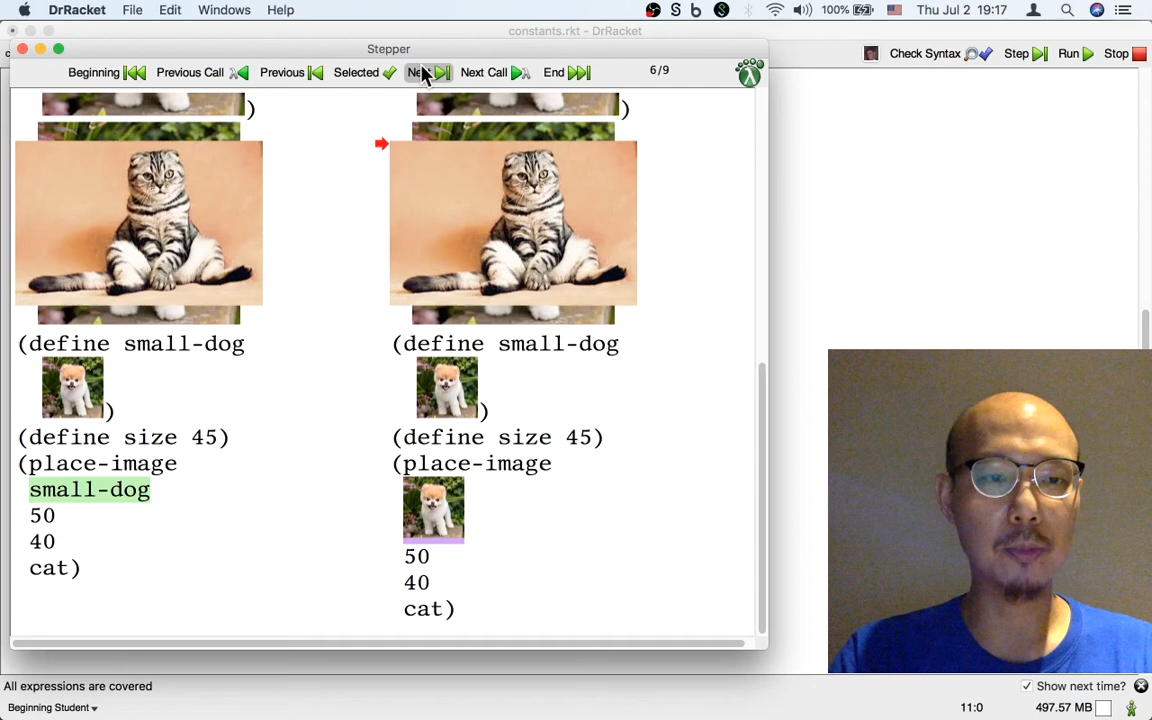 DrRacket File Edit Windows Help 100% Thu Jul 2 19:17
constants.rkt - DrRacket
Stepper
Check Syntax Step Run Stop
Beginning Previous Call Previous Selected Next Call End 6/9
) )
(define small-dog (define small-dog
) )
(define size 45) (define size 45)
(place-image (place-image
small-dog
50 50
40 40
cat) cat)
All expressions are covered Show next time?
Beginning Student 11:0 497.57 MB